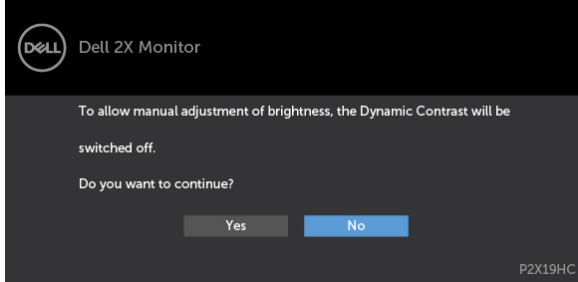 DELL
Dell 2X Monitor
To allow manual adjustment of brightness, the Dynamic Contrast will be
switched off.
Do you want to continue?
Yes No
P2X19HC